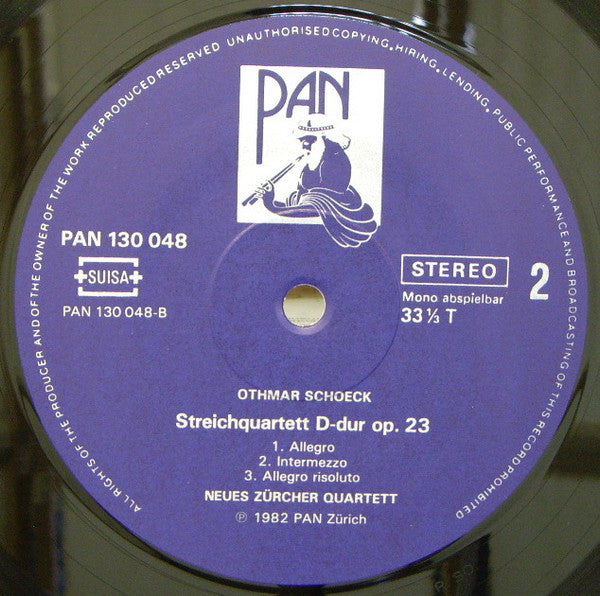 ALL RIGHTS OF THE PRODUCER AND OF THE OWNER OF THE WORK REPRODUCED RESERVED UNAUTHORISED COPYING, HIRING, LENDING, PUBLIC PERFORMANCE AND BROADCASTING OF THIS RECORD PROHIBITED
PAN
PAN 130 048
SUISA
PAN 130 048-B
STEREO
2
Mono abspielbar
33 ⅓ T
OTHMAR SCHOECK
Streichquartett D-dur op. 23
1. Allegro
2. Intermezzo
3. Allegro risoluto
NEUES ZÜRCHER QUARTETT
℗ 1982 PAN Zürich